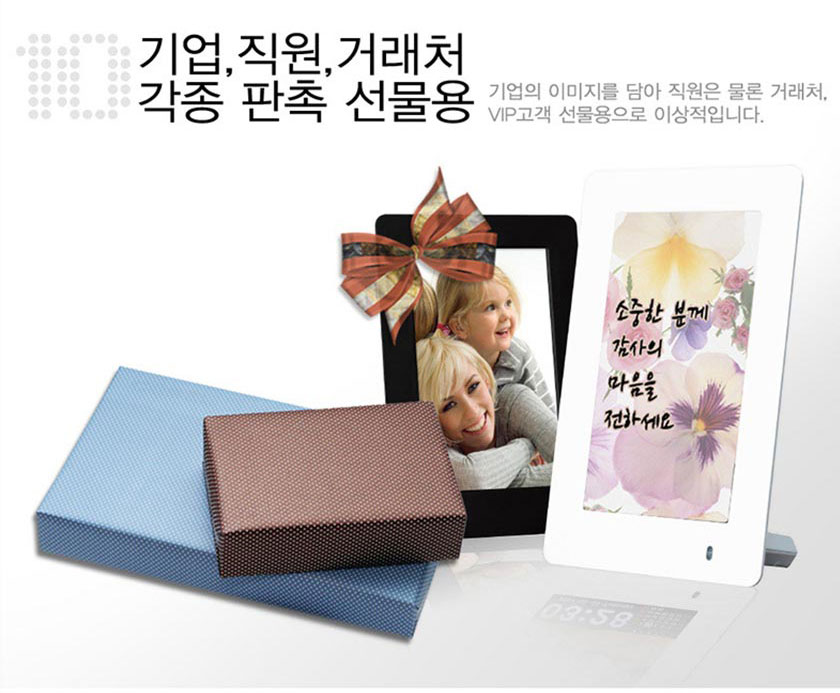 10
기업,직원,거래처
각종 판촉 선물용
기업의 이미지를 담아 직원은 물론 거래처,
VIP고객 선물용으로 이상적입니다.
소중한 분께
감사의
마음을
전하세요
03:28